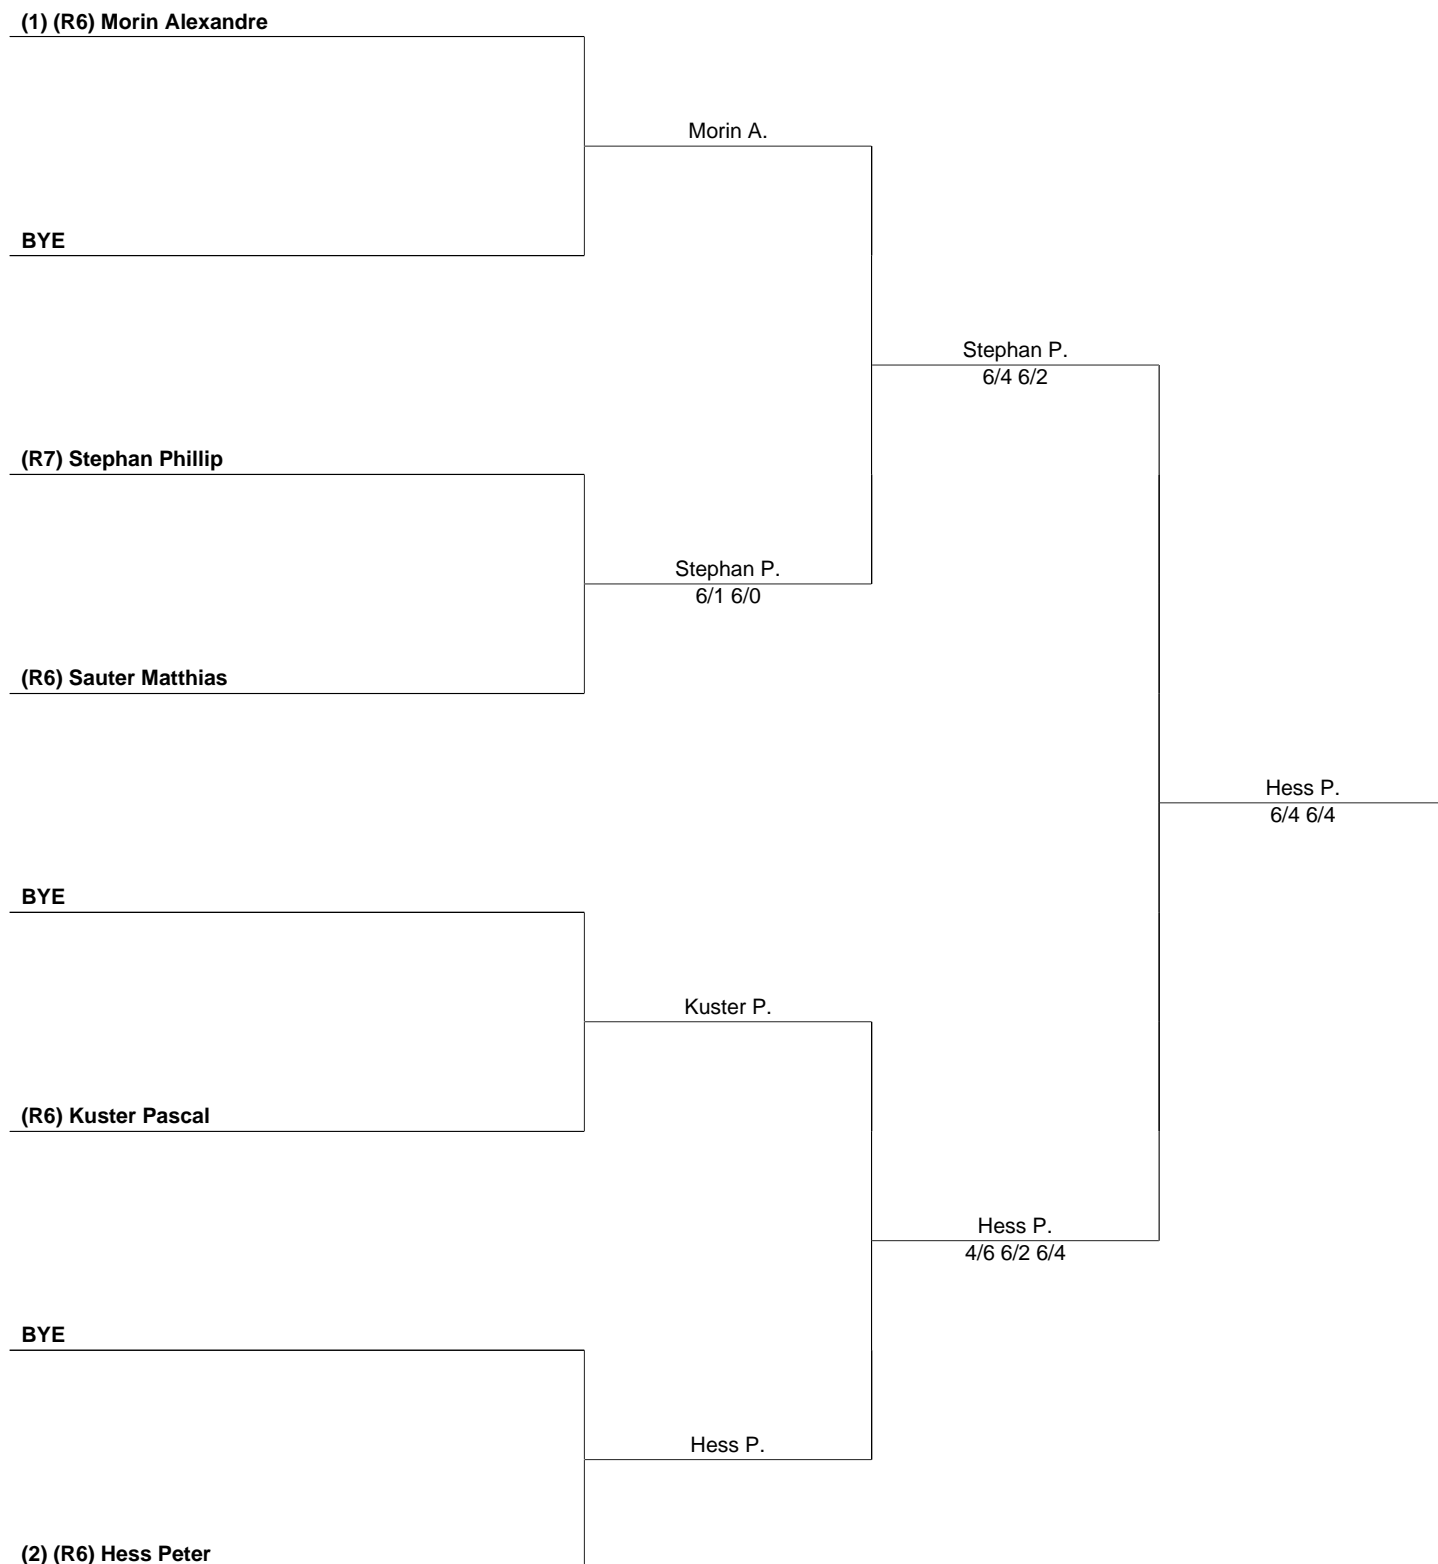 (1) (R6) Morin Alexandre
Morin A.
BYE
Stephan P.
6/4 6/2
(R7) Stephan Phillip
Stephan P.
6/1 6/0
(R6) Sauter Matthias
Hess P.
6/4 6/4
BYE
Kuster P.
(R6) Kuster Pascal
Hess P.
4/6 6/2 6/4
BYE
Hess P.
(2) (R6) Hess Peter